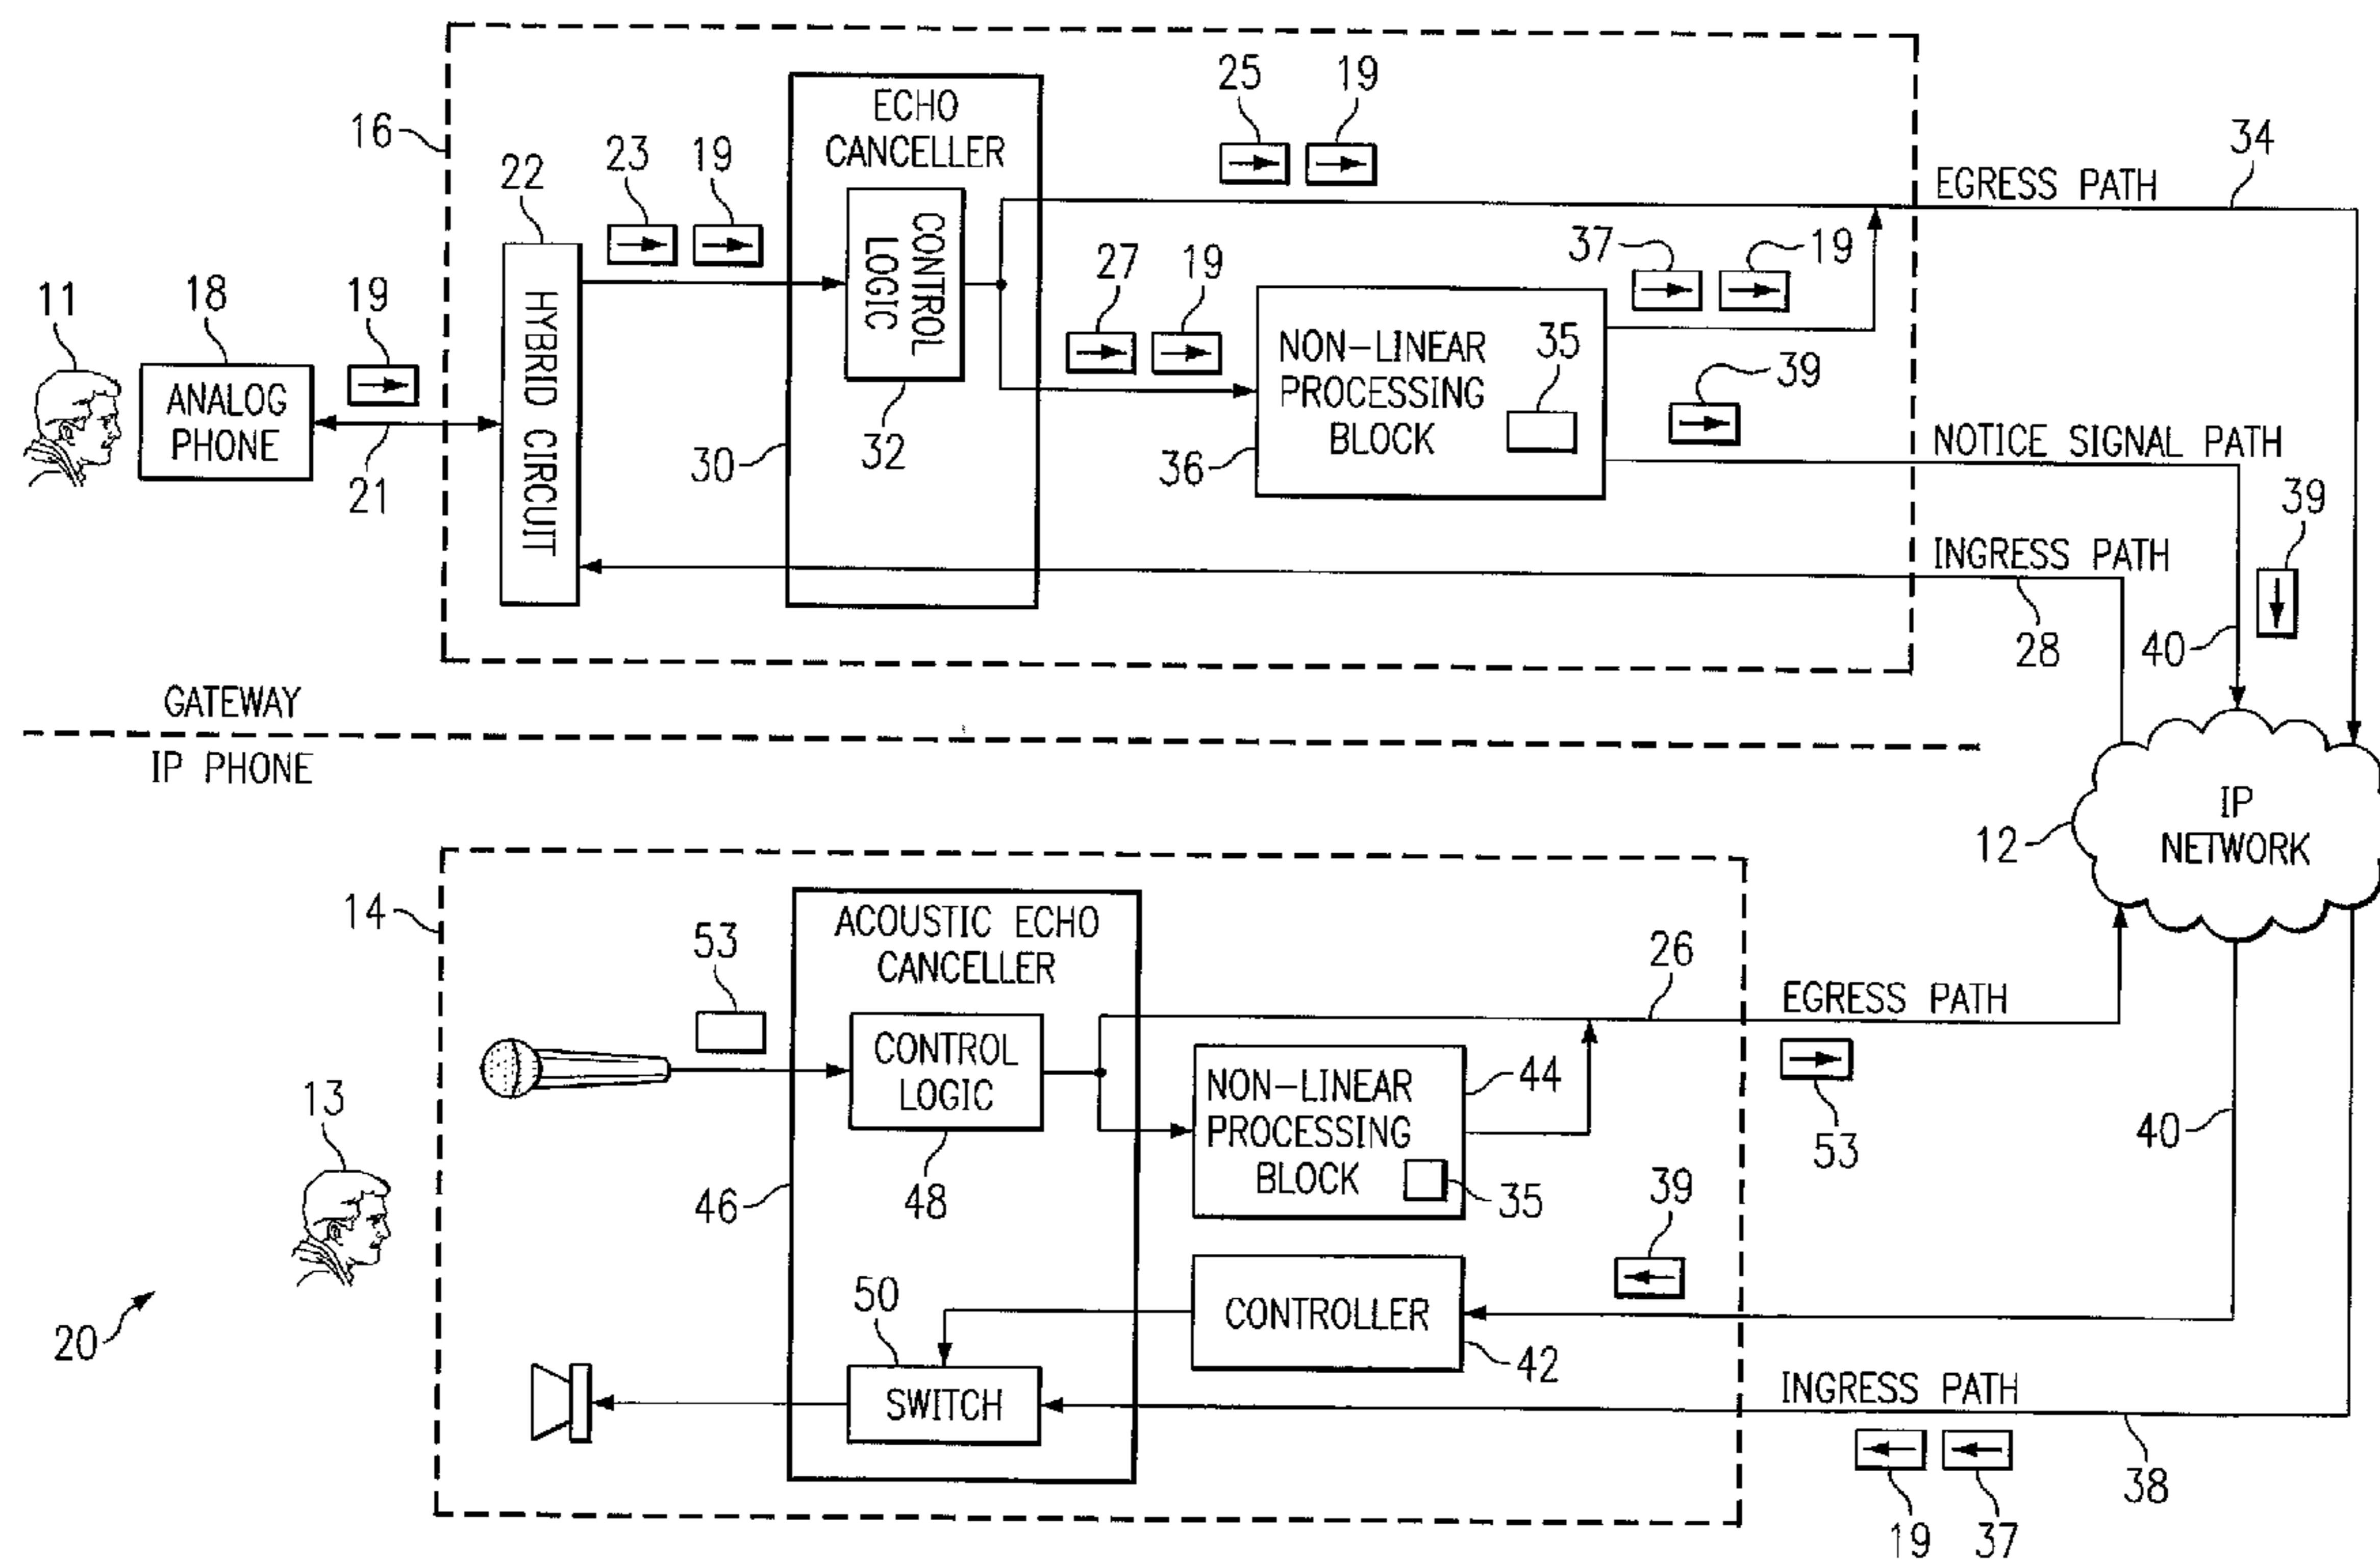 25
19
ECHO
CANCELLER
16
34
23
19
22
EGRESS PATH
CONTROL
LOGIC
37
19
27
19
11
18
19
HYBRID CIRCUIT
NON-LINEAR
PROCESSING
BLOCK
35
39
ANALOG
PHONE
21
30
32
36
NOTICE SIGNAL PATH
39
INGRESS PATH
28
40
GATEWAY
IP PHONE
12
IP
NETWORK
14
53
ACOUSTIC ECHO
CANCELLER
26
EGRESS PATH
CONTROL
LOGIC
NON-LINEAR
PROCESSING
BLOCK
44
13
53
40
46
48
35
39
50
CONTROLLER
20
42
SWITCH
INGRESS PATH
38
19
37